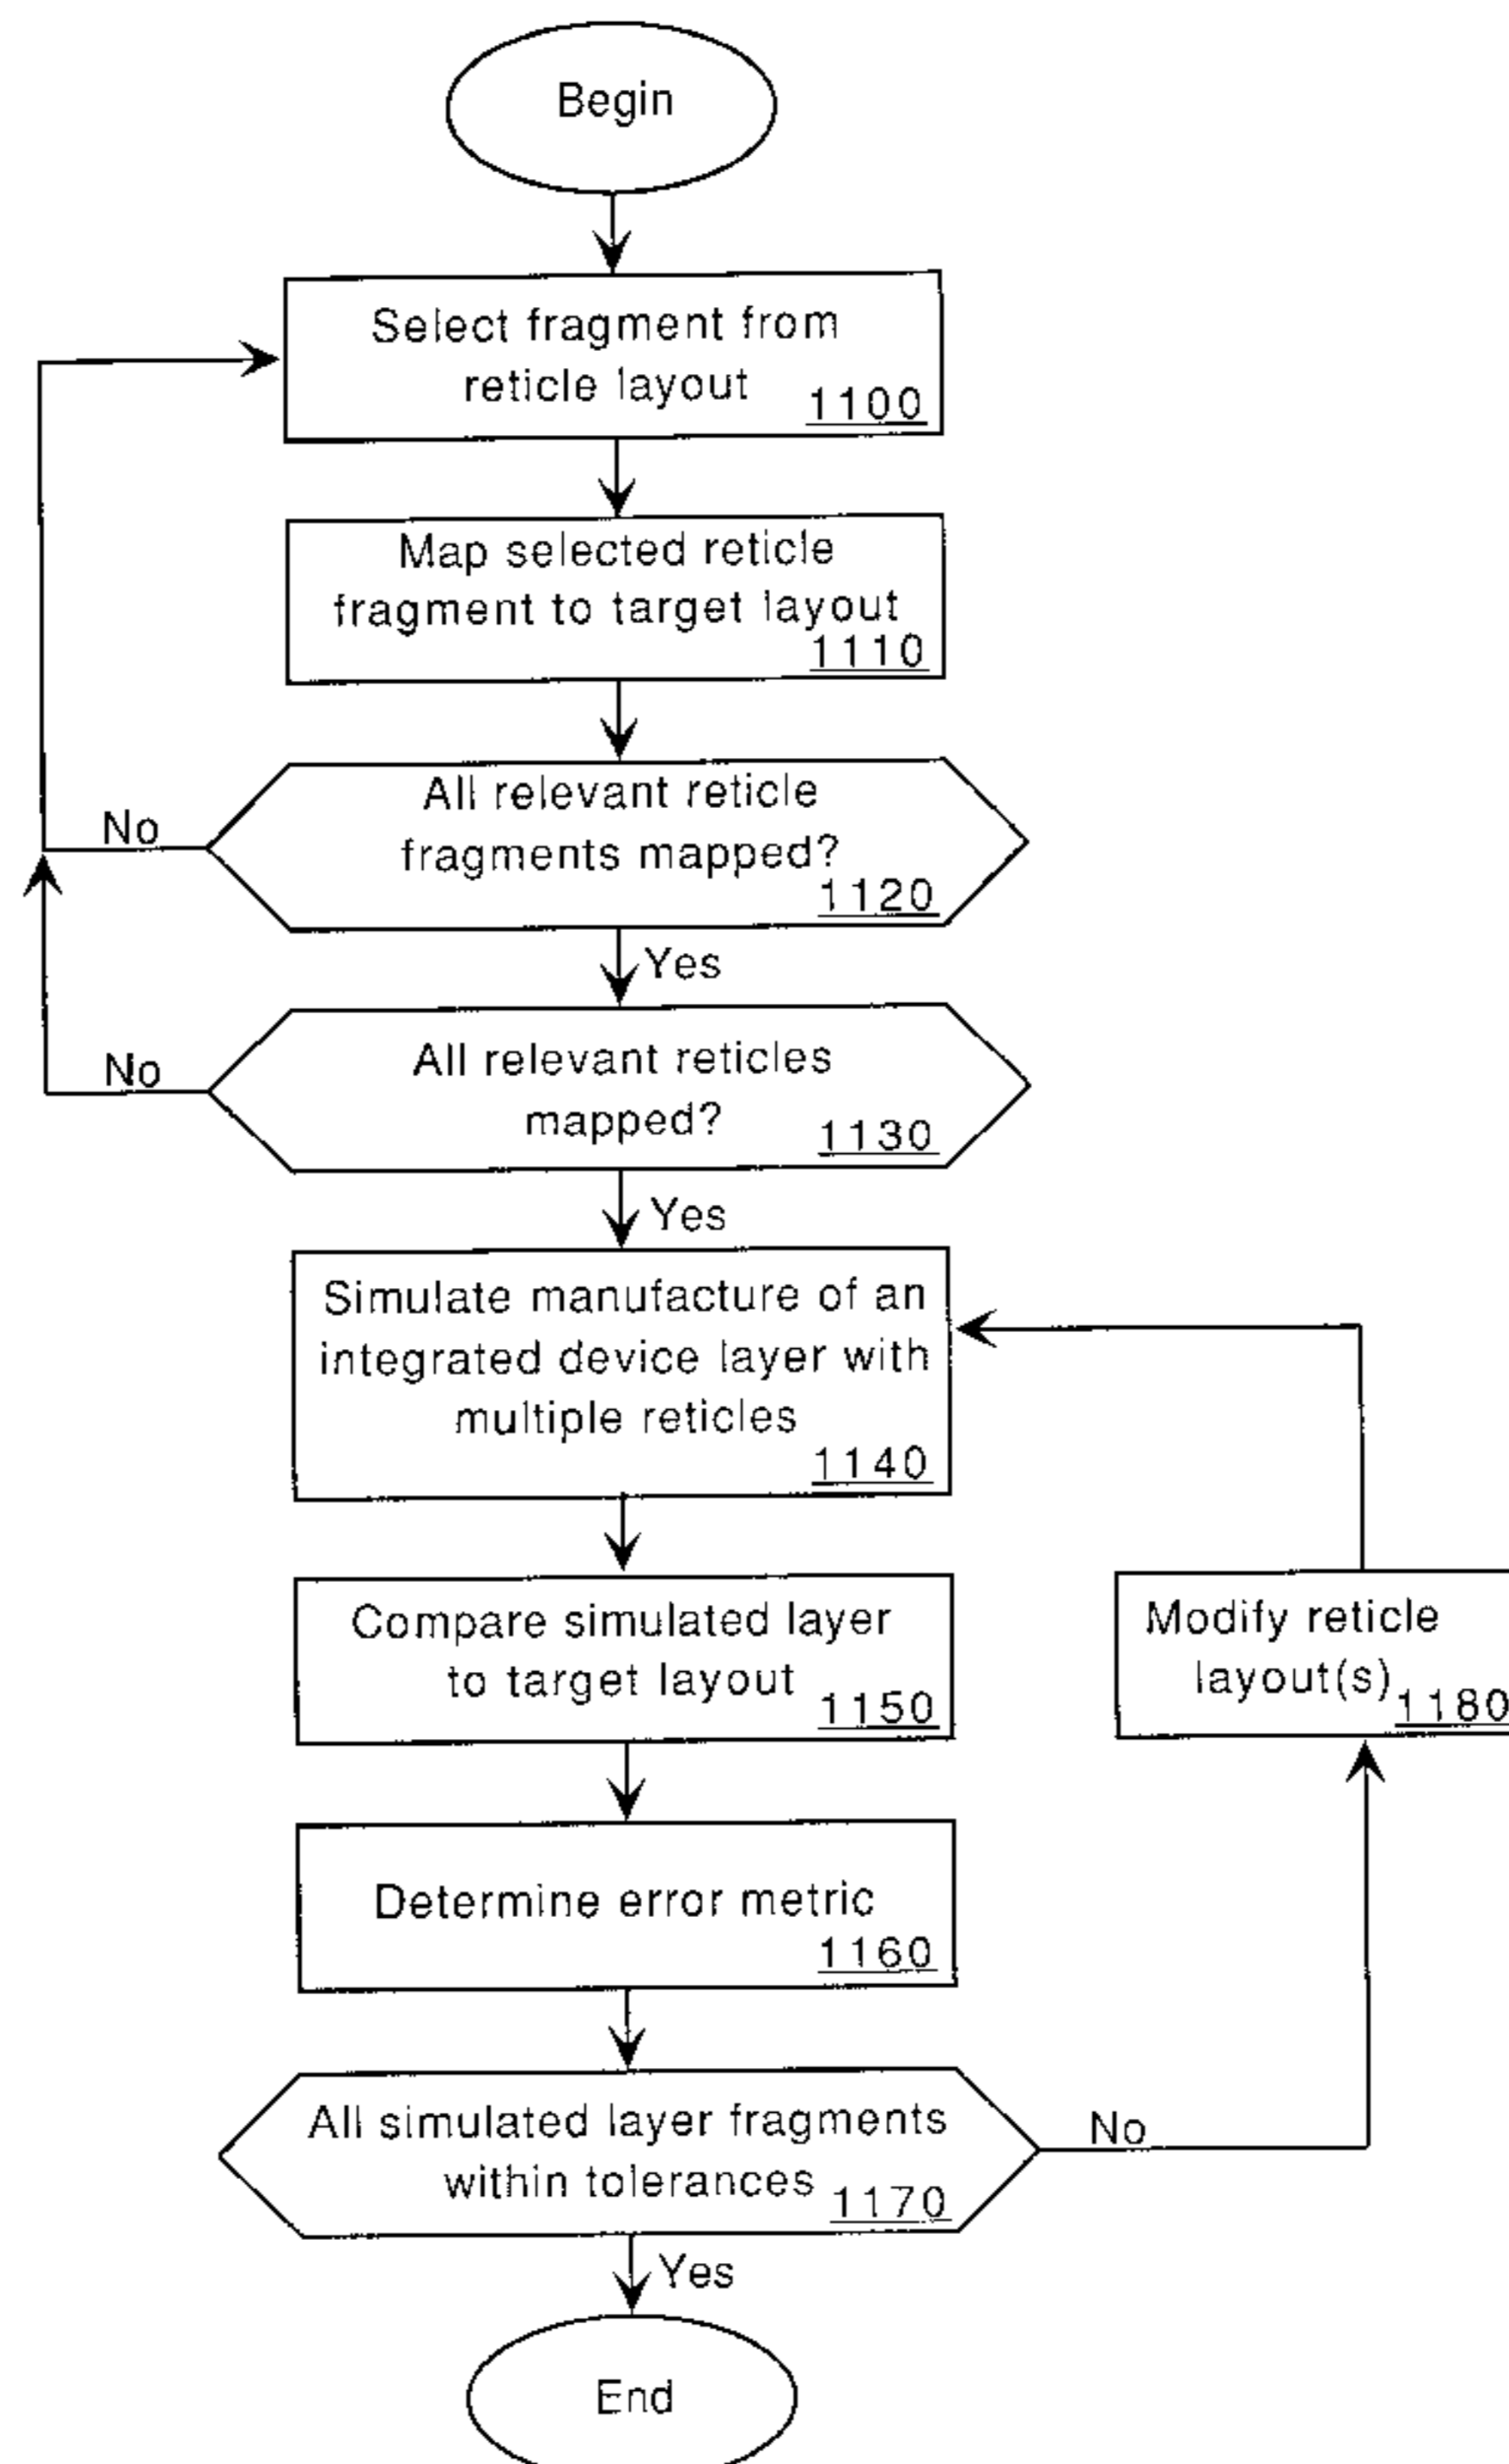 Begin
Select fragment from
reticle layout
1100
Map selected reticle
fragment to target layout
1110
All relevant reticle
fragments mapped?
1120
No
Yes
All relevant reticles
mapped?
1130
No
Yes
Simulate manufacture of an
integrated device layer with
multiple reticles
1140
Compare simulated layer
to target layout
1150
Modify reticle
layout(s)
1180
Determine error metric
1160
All simulated layer fragments
within tolerances
1170
No
Yes
End